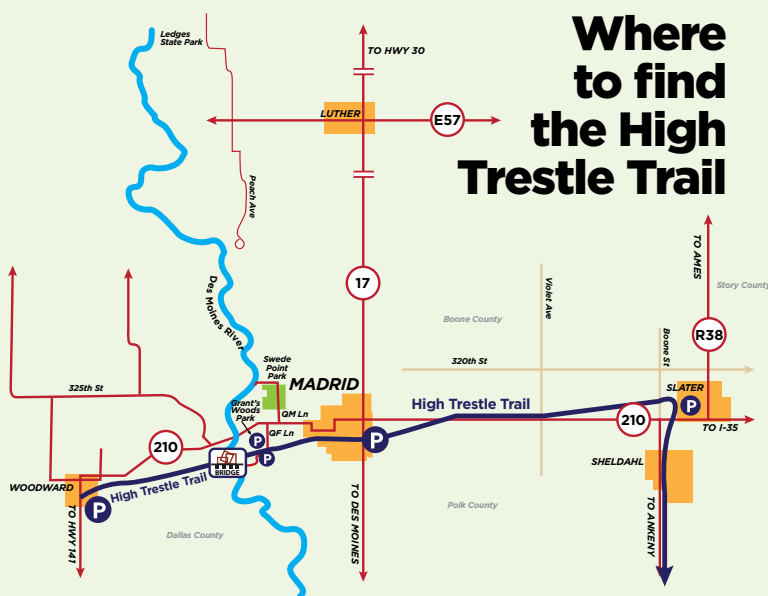 Where
to find
the High
Trestle Trail
Ledges
State Park
TO HWY 30
LUTHER
E57
Peach Ave
17
Des Moines River
TO AMES
Story County
R38
Violet Ave
Boone County
Boone St
320th St
Swede
Point
Park
MADRID
325th St
Grant's
Woods
Park
QM Ln
QF Ln
High Trestle Trail
SLATER
P
210
TO I-35
210
P
P
P
BRIDGE
SHELDAHL
WOODWARD
High Trestle Trail
P
TO HWY 141
TO DES MOINES
Polk County
TO ANKENY
Dallas County